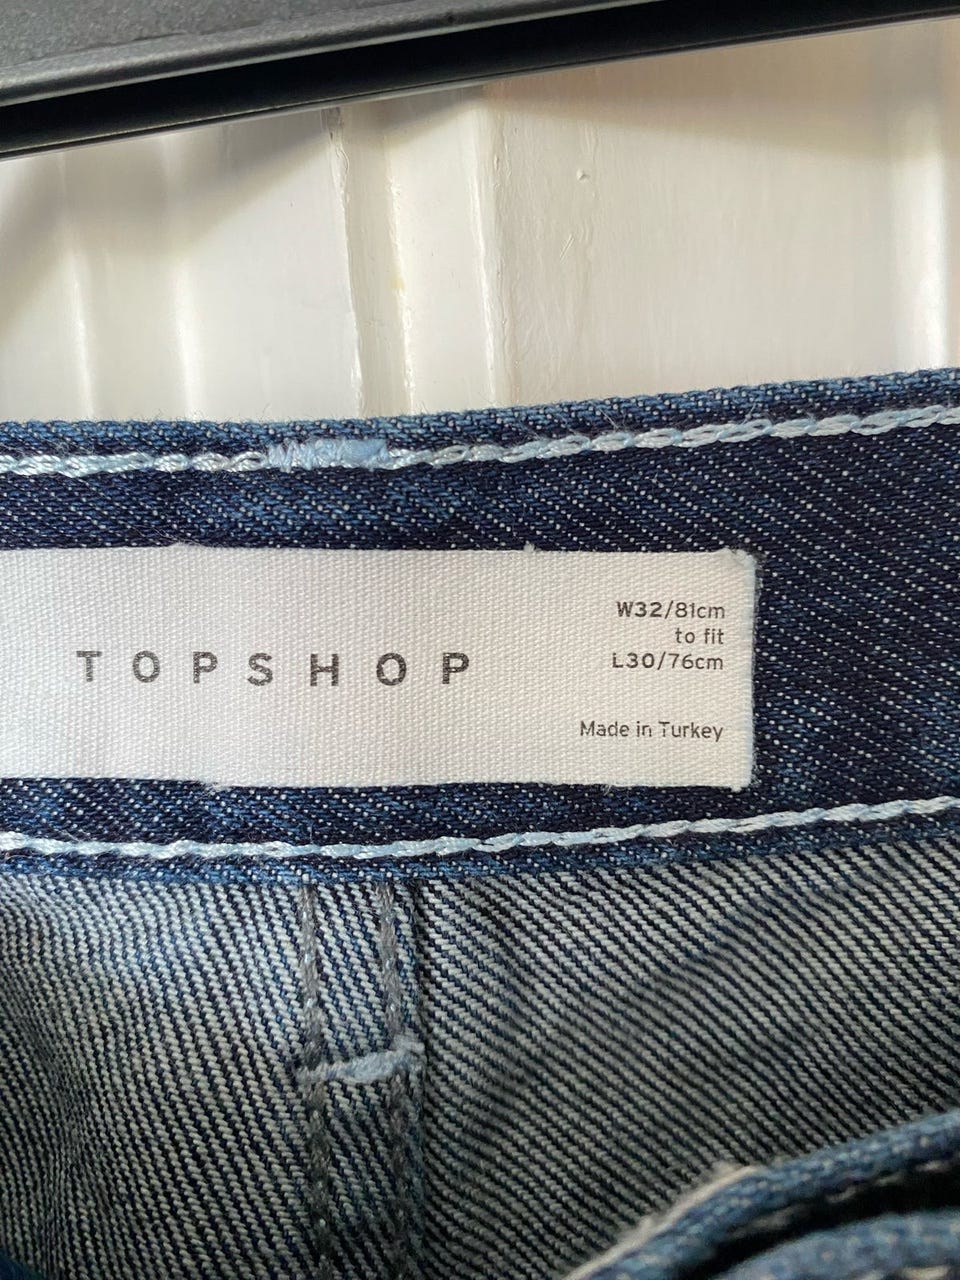 TOPSHOP
W32/81cm
to fit
L30/76cm
Made in Turkey